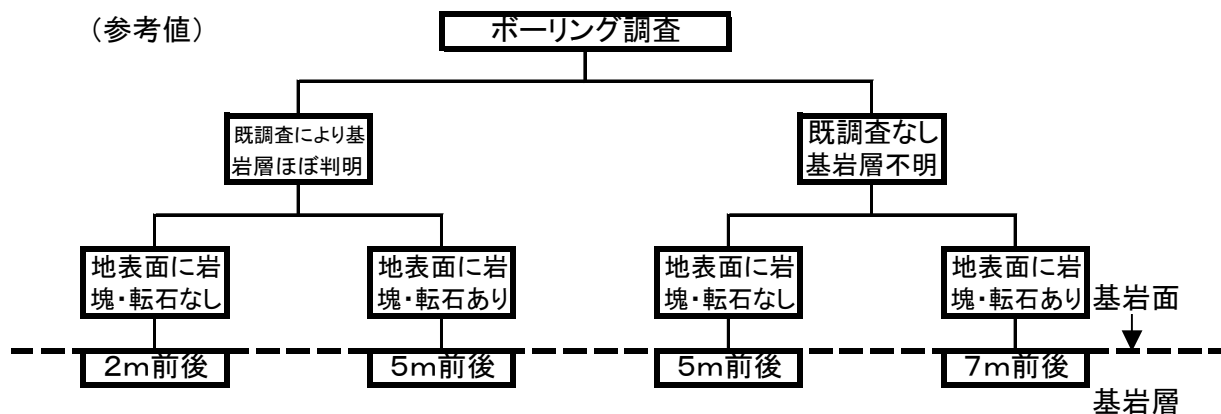 （参考値）
ボーリング調査
既調査により基
岩層ほぼ判明
既調査なし
基岩層不明
地表面に岩
塊・転石なし
地表面に岩
塊・転石あり
地表面に岩
塊・転石なし
地表面に岩
塊・転石あり
基岩面
２ｍ前後
５ｍ前後
５ｍ前後
７ｍ前後
基岩層